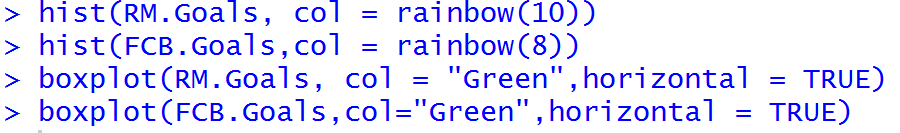 > hist(RM.Goals, col = rainbow(10))
> hist(FCB.Goals,col = rainbow(8))
> boxplot(RM.Goals, col = "Green",horizontal = TRUE)
> boxplot(FCB.Goals,col="Green",horizontal = TRUE)